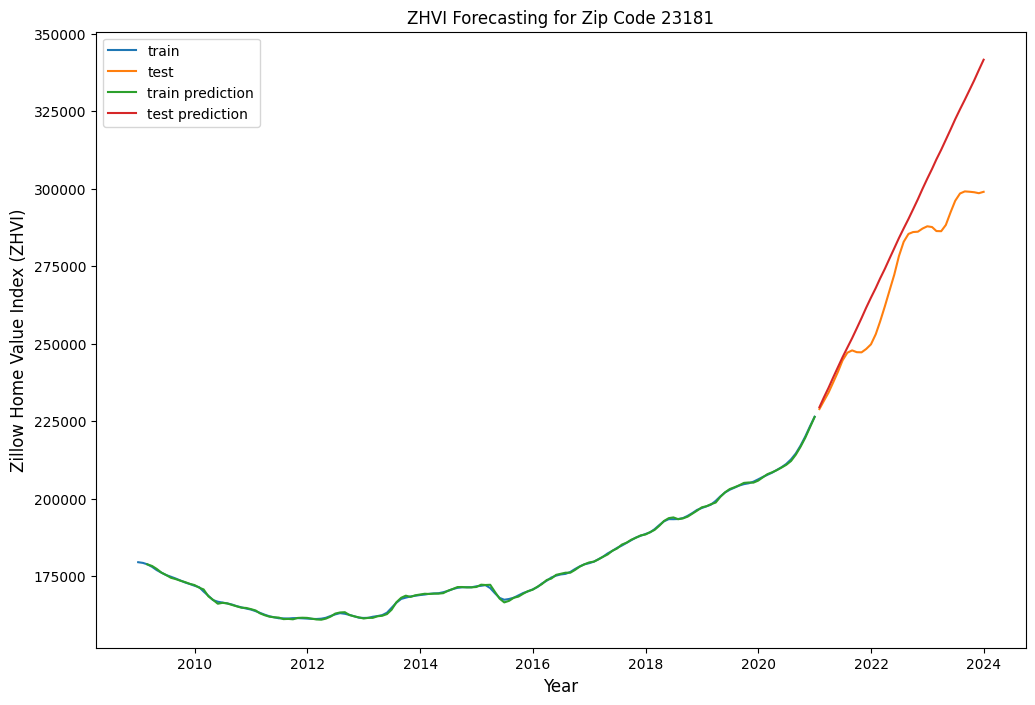 ZHVI Forecasting for Zip Code 23181
train
test
train prediction
test prediction
350000
325000
300000
275000
250000
225000
200000
175000
Zillow Home Value Index (ZHVI)
2010 2012 2014 2016 2018 2020 2022 2024
Year